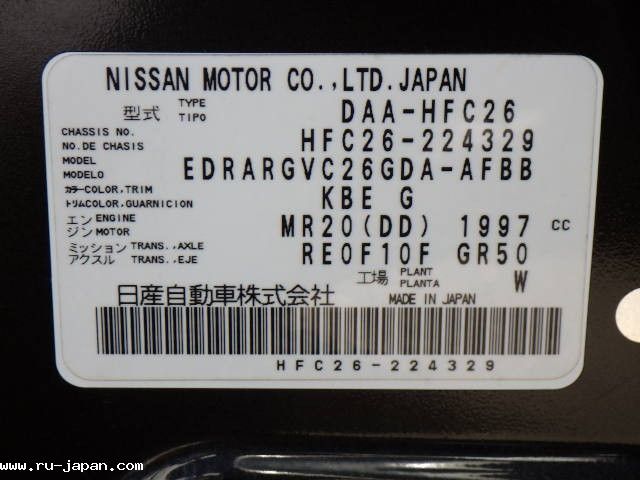 NISSAN MOTOR CO.,LTD.JAPAN
型式 TYPE TIPO DAA-HFC26
CHASSIS NO. NO.DE CHASIS HFC26-224329
MODEL MODELO EDRARGVC26GDA-AFBB
カラー COLOR,TRIM トリム COLOR,GUARNICION KBE G
エンジン ENGINE MOTOR MR20(DD) 1997 cc
ミッション TRANS.,AXLE アクスル TRANS.,EJE RE0F10F GR50
工場 PLANT PLANTA W
日産自動車株式会社 MADE IN JAPAN
HFC26-224329
www.ru-japan.com